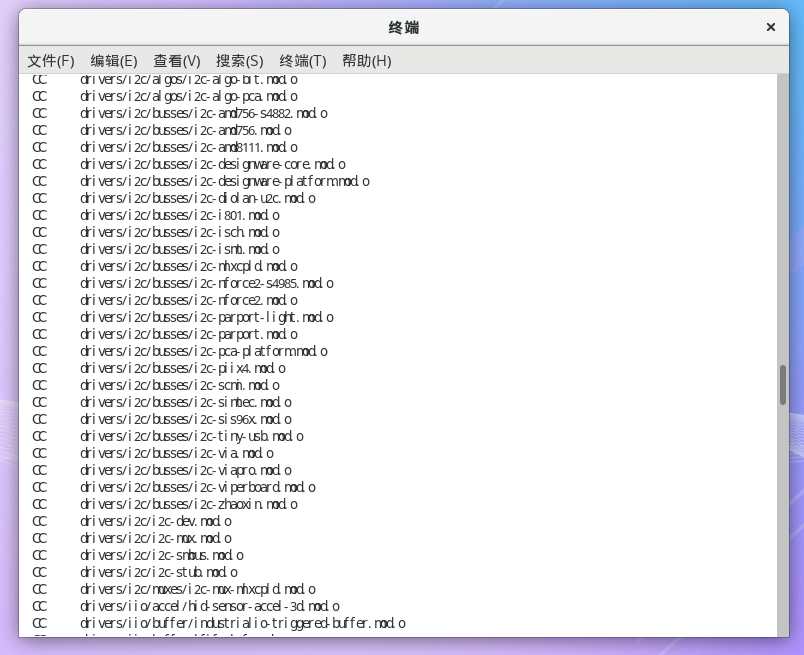 终端
文件(F) 编辑(E) 查看(V) 搜索(S) 终端(T) 帮助(H)
CC drivers/i2c/algos/i2c-algo-bit.mod.o
CC drivers/i2c/algos/i2c-algo-pca.mod.o
CC drivers/i2c/busses/i2c-amd756-s4882.mod.o
CC drivers/i2c/busses/i2c-amd756.mod.o
CC drivers/i2c/busses/i2c-amd8111.mod.o
CC drivers/i2c/busses/i2c-designware-core.mod.o
CC drivers/i2c/busses/i2c-designware-platform.mod.o
CC drivers/i2c/busses/i2c-diolan-u2c.mod.o
CC drivers/i2c/busses/i2c-i801.mod.o
CC drivers/i2c/busses/i2c-isch.mod.o
CC drivers/i2c/busses/i2c-ismt.mod.o
CC drivers/i2c/busses/i2c-mlxcpld.mod.o
CC drivers/i2c/busses/i2c-nforce2-s4985.mod.o
CC drivers/i2c/busses/i2c-nforce2.mod.o
CC drivers/i2c/busses/i2c-parport-light.mod.o
CC drivers/i2c/busses/i2c-parport.mod.o
CC drivers/i2c/busses/i2c-pca-platform.mod.o
CC drivers/i2c/busses/i2c-piix4.mod.o
CC drivers/i2c/busses/i2c-scmi.mod.o
CC drivers/i2c/busses/i2c-simtec.mod.o
CC drivers/i2c/busses/i2c-sis96x.mod.o
CC drivers/i2c/busses/i2c-tiny-usb.mod.o
CC drivers/i2c/busses/i2c-via.mod.o
CC drivers/i2c/busses/i2c-viapro.mod.o
CC drivers/i2c/busses/i2c-viperboard.mod.o
CC drivers/i2c/busses/i2c-zhaoxin.mod.o
CC drivers/i2c/i2c-dev.mod.o
CC drivers/i2c/i2c-mux.mod.o
CC drivers/i2c/i2c-smbus.mod.o
CC drivers/i2c/i2c-stub.mod.o
CC drivers/i2c/muxes/i2c-mux-mlxcpld.mod.o
CC drivers/iio/accel/hid-sensor-accel-3d.mod.o
CC drivers/iio/buffer/industrialio-triggered-buffer.mod.o